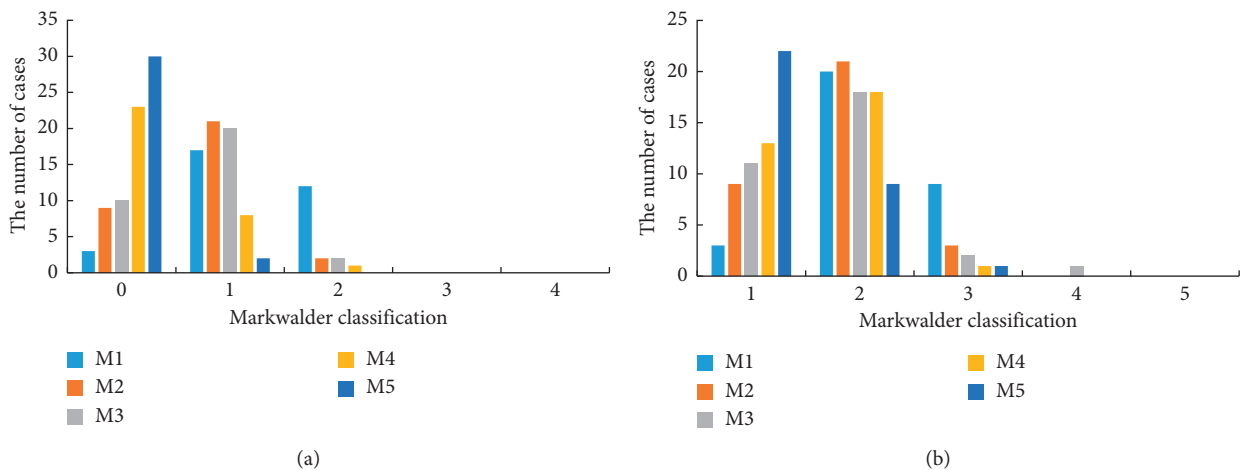 35
30
25
20
15
10
5
0
The number of cases
0 1 2 3 4
Markwalder classification
M1 M4
M2 M5
M3
(a)
25
20
15
10
5
0
The number of cases
1 2 3 4 5
Markwalder classification
M1 M4
M2 M5
M3
(b)